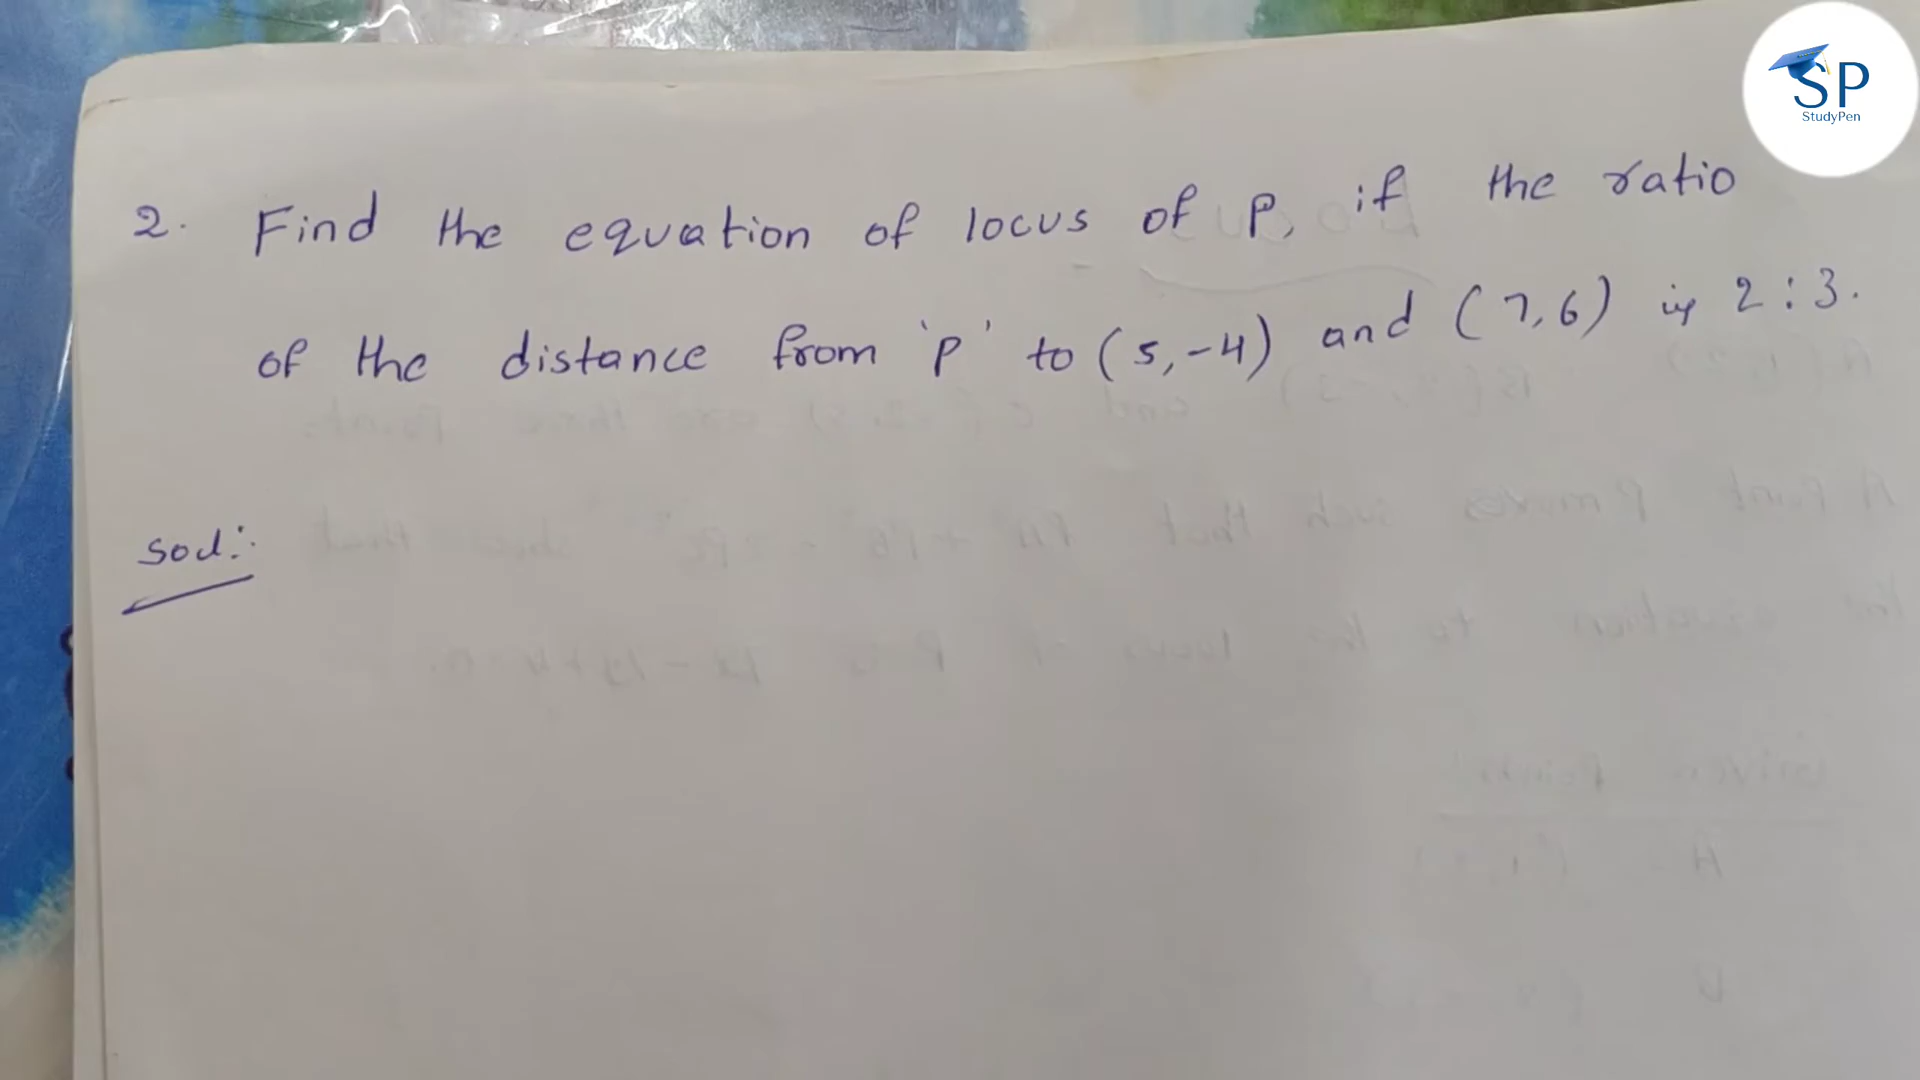 SP
StudyPen
2. Find the equation of locus of P, if the ratio
of the distance from 'p' to (5,-4) and (7,6) is 2:3.
Sol: